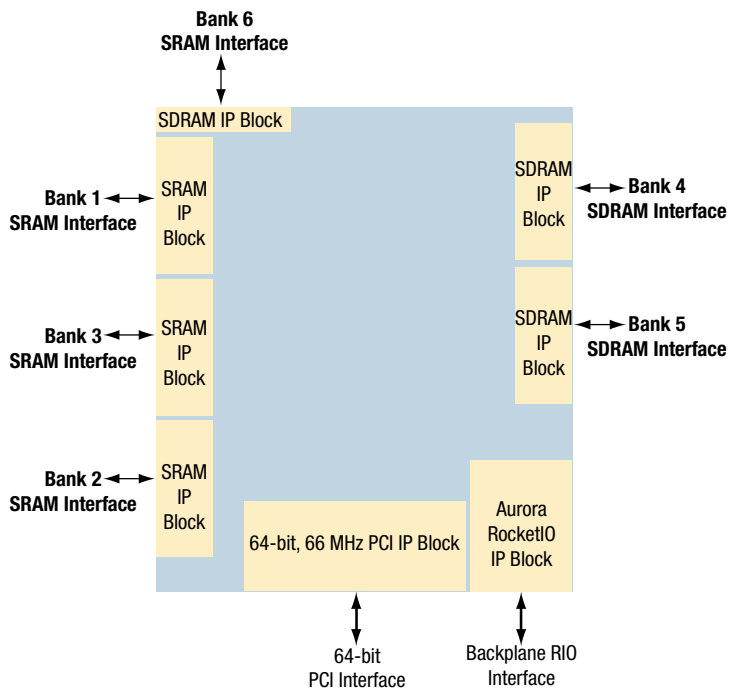 Bank 6
SRAM Interface
SDRAM IP Block
SRAM
IP
Block
Bank 1
SRAM Interface
SDRAM
IP
Block
Bank 4
SDRAM Interface
SRAM
IP
Block
Bank 3
SRAM Interface
SDRAM
IP
Block
Bank 5
SDRAM Interface
SRAM
IP
Block
Bank 2
SRAM Interface
64-bit, 66 MHz PCI IP Block
Aurora
RocketIO
IP Block
64-bit
PCI Interface
Backplane RIO
Interface